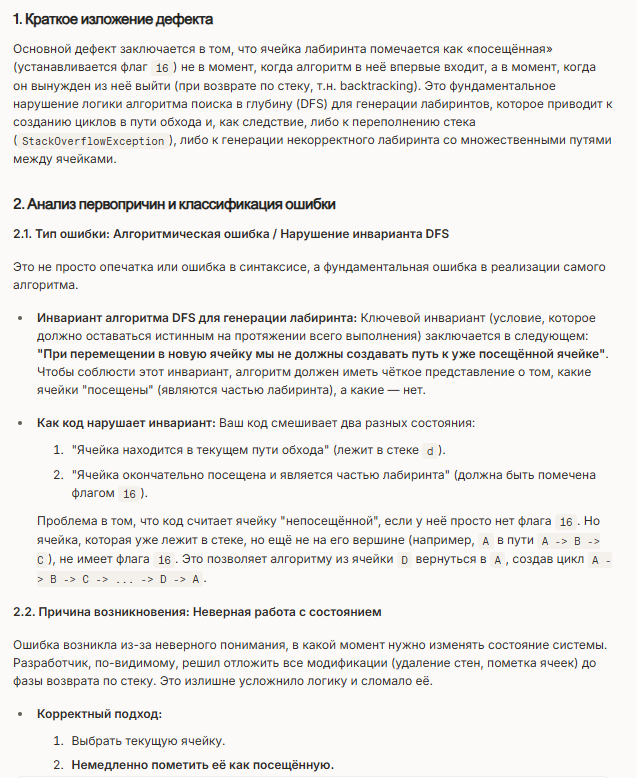 1. Краткое изложение дефекта
Основной дефект заключается в том, что ячейка лабиринта помечается как «посещённая»
(устанавливается флаг 16 ) не в момент, когда алгоритм в неё впервые входит, а в момент, когда
он вынужден из неё выйти (при возврате по стеку, т.н. backtracking). Это фундаментальное
нарушение логики алгоритма поиска в глубину (DFS) для генерации лабиринтов, которое приводит к
созданию циклов в пути обхода и, как следствие, либо к переполнению стека
( StackOverflowException ), либо к генерации некорректного лабиринта со множественными путями
между ячейками.
2. Анализ первопричин и классификация ошибки
2.1. Тип ошибки: Алгоритмическая ошибка / Нарушение инварианта DFS
Это не просто опечатка или ошибка в синтаксисе, а фундаментальная ошибка в реализации самого
алгоритма.
• Инвариант алгоритма DFS для генерации лабиринта: Ключевой инвариант (условие, которое
должно оставаться истинным на протяжении всего выполнения) заключается в следующем:
"При перемещении в новую ячейку мы не должны создавать путь к уже посещённой ячейке".
Чтобы соблюсти этот инвариант, алгоритм должен иметь чёткое представление о том, какие
ячейки "посещены" (являются частью лабиринта), а какие — нет.
• Как код нарушает инвариант: Ваш код смешивает два разных состояния:
1. "Ячейка находится в текущем пути обхода" (лежит в стеке d ).
2. "Ячейка окончательно посещена и является частью лабиринта" (должна быть помечена
флагом 16 ).
Проблема в том, что код считает ячейку "непосещённой", если у неё просто нет флага 16 . Но
ячейка, которая уже лежит в стеке, но ещё не на его вершине (например, A в пути A -> B ->
C ), не имеет флага 16 . Это позволяет алгоритму из ячейки D вернуться в A , создав цикл A -
> B -> C -> ... -> D -> A .
2.2. Причина возникновения: Неверная работа с состоянием
Ошибка возникла из-за неверного понимания, в какой момент нужно изменять состояние системы.
Разработчик, по-видимому, решил отложить все модификации (удаление стен, пометка ячеек) до
фазы возврата по стеку. Это излишне усложнило логику и сломало её.
• Корректный подход:
1. Выбрать текущую ячейку.
2. Немедленно пометить её как посещённую.